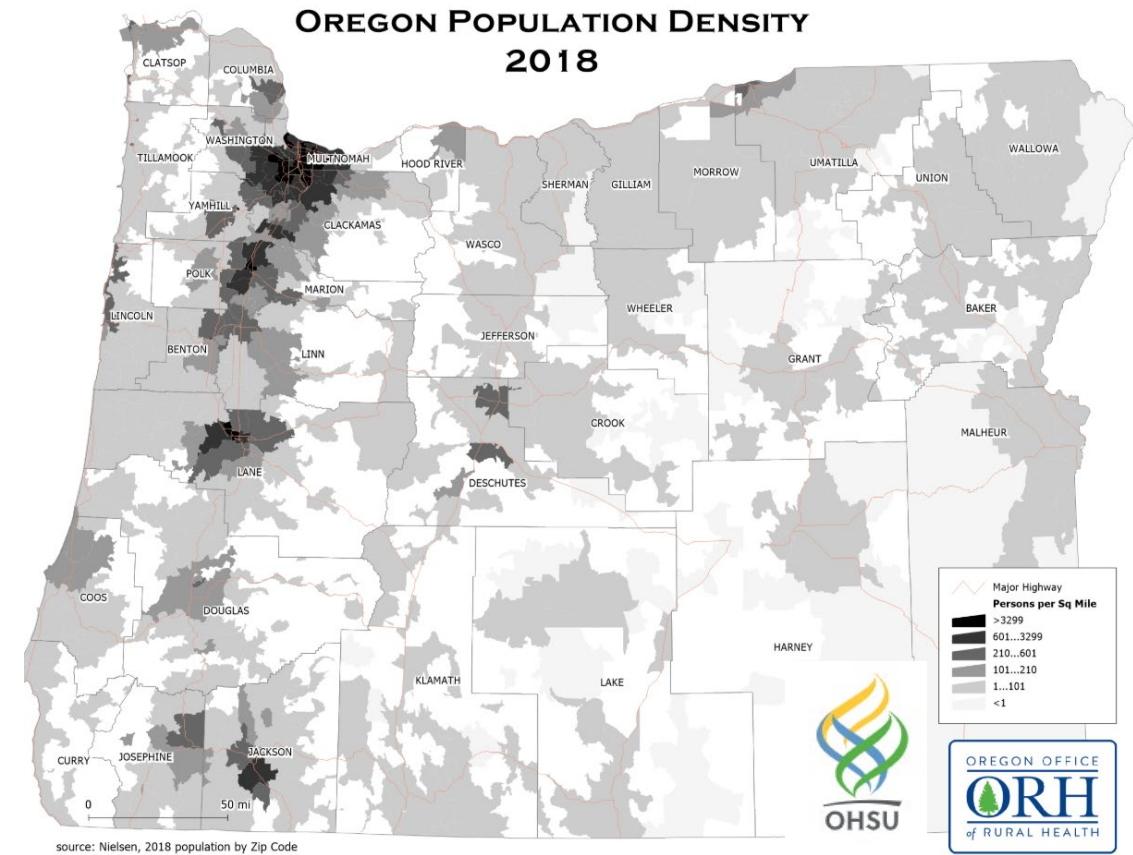 OREGON POPULATION DENSITY
2018
CLATSOP
COLUMBIA
WASHINGTON
MULTNOMAH
TILLAMOOK
HOOD RIVER
WALLOWA
UMATILLA
MORROW
UNION
SHERMAN
GILLIAM
YAMHILL
CLACKAMAS
WASCO
POLK
MARION
LINCOLN
WHEELER
BAKER
JEFFERSON
BENTON
LINN
GRANT
CROOK
MALHEUR
LANE
DESCHUTES
COOS
DOUGLAS
HARNEY
KLAMATH
LAKE
CURRY
JOSEPHINE
JACKSON
Major Highway
Persons per Sq Mile
>3299
601...3299
210...601
101...210
1...101
<1
0 50 mi
OHSU
OREGON OFFICE
ORH
of RURAL HEALTH
source: Nielsen, 2018 population by Zip Code